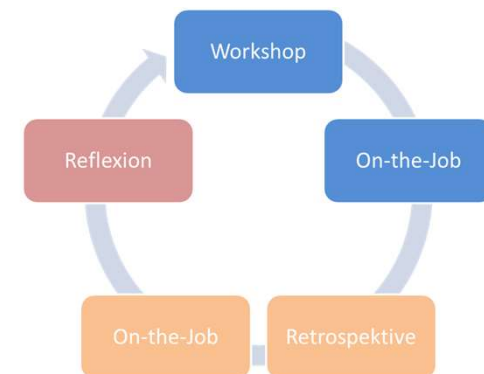 Workshop
On-the-Job
Retrospektive
On-the-Job
Reflexion